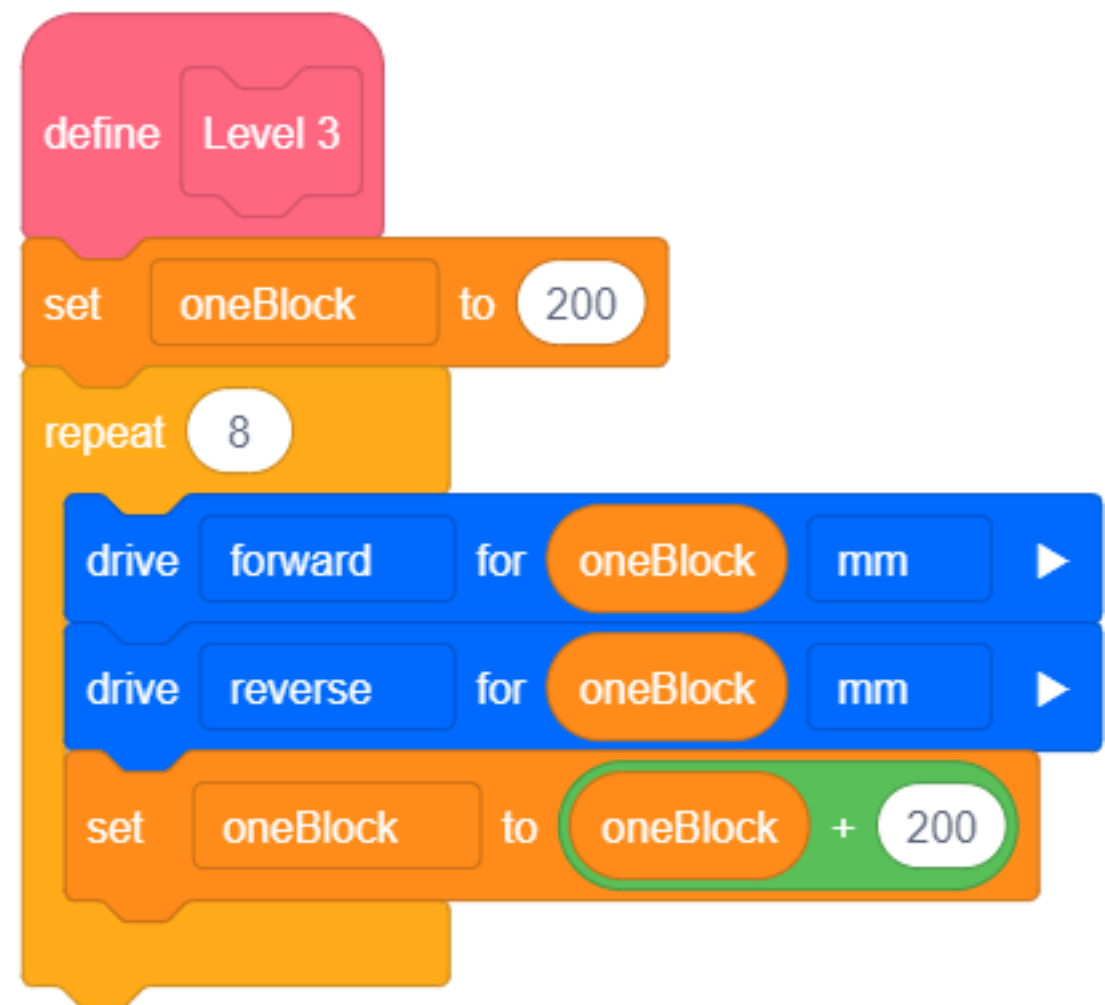 define Level 3
set oneBlock to 200
repeat 8
drive forward for oneBlock mm
drive reverse for oneBlock mm
set oneBlock to oneBlock + 200